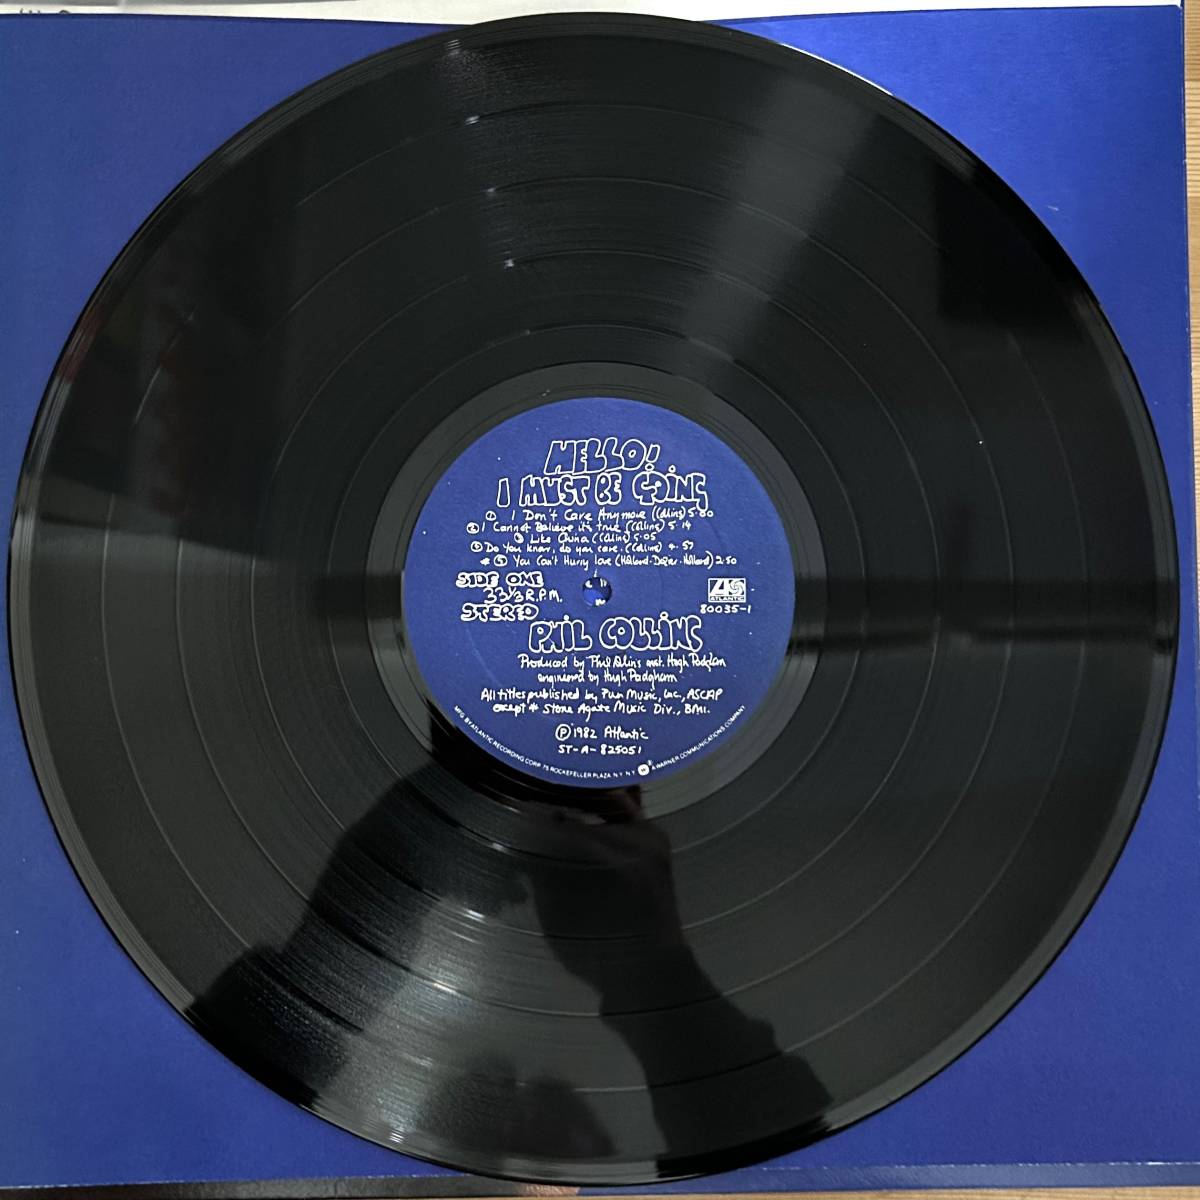 HELLO!
I MUST BE GOING
① I Don't Care Anymore (Collins) 5:00
② I Cannot Believe it's true (Collins) 5.14
③ Like China (Collins) 5:05
④ Do You know, do you care. (Collins) 4.57
* ⑤ You Can't Hurry love (Holland-Dozier-Holland) 2:50
SIDE ONE
33⅓ R.P.M.
STEREO
ATLANTIC
80035-1
PHIL COLLINS
Produced by Phil Collins asst. Hugh Padgham
engineered by Hugh Padgham
All titles published by Pun Music, inc., ASCAP
except * Stone Agate Music Div., BMI.
Ⓟ 1982 Atlantic
ST-A-825051
MFG. BY ATLANTIC RECORDING CORP. 75 ROCKEFELLER PLAZA, N.Y. N.Y. ® A WARNER COMMUNICATIONS COMPANY